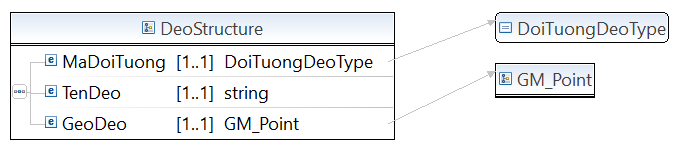 DeoStructure
MaDoiTuong [1..1] DoiTuongDeoType
TenDeo [1..1] string
GeoDeo [1..1] GM_Point
DoiTuongDeoType
GM_Point